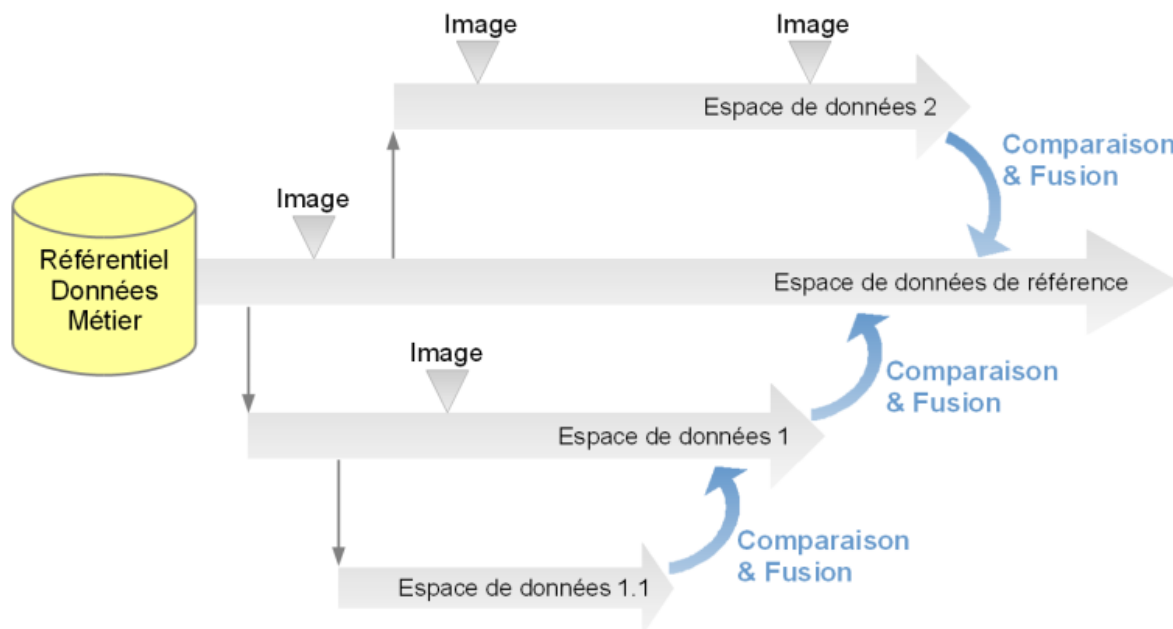 Image
Image
Espace de données 2
Comparaison
& Fusion
Image
Référentiel
Données
Métier
Espace de données de référence
Image
Comparaison
& Fusion
Espace de données 1
Comparaison
& Fusion
Espace de données 1.1